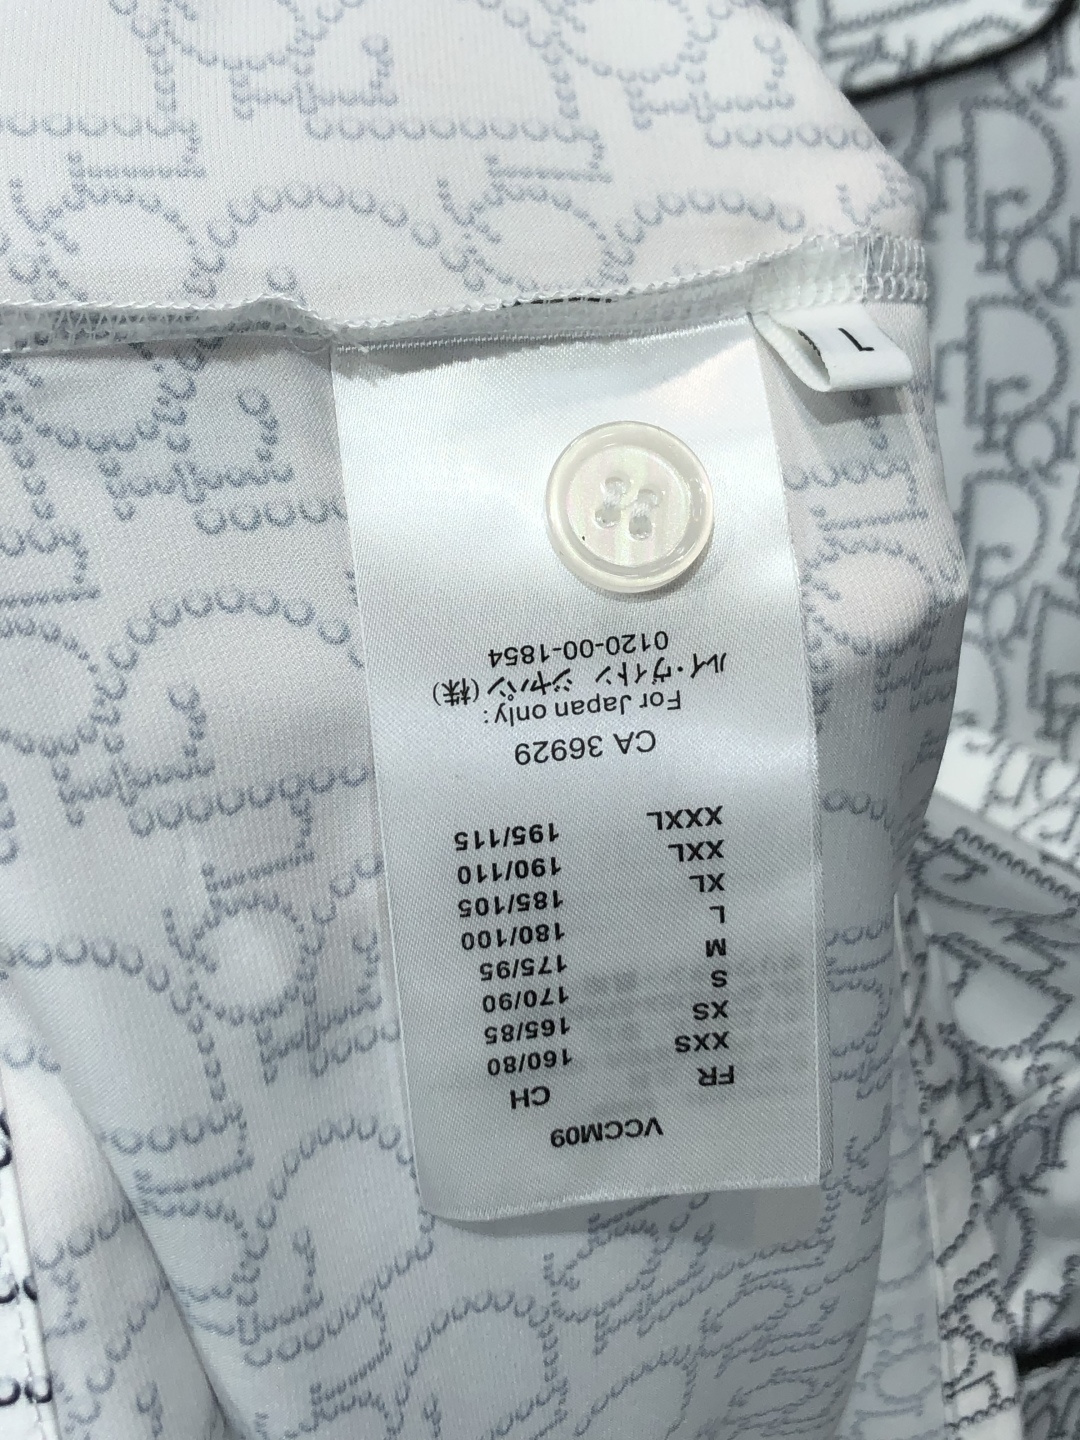 VCCM09
FR CH
XXS 160/80
XS 165/85
S 170/90
M 175/95
L 180/100
XL 185/105
XXL 190/110
XXXL 195/115
CA 36929
For Japan only:
ルイ・ヴィトン ジャパン (株)
0120-00-1854
L